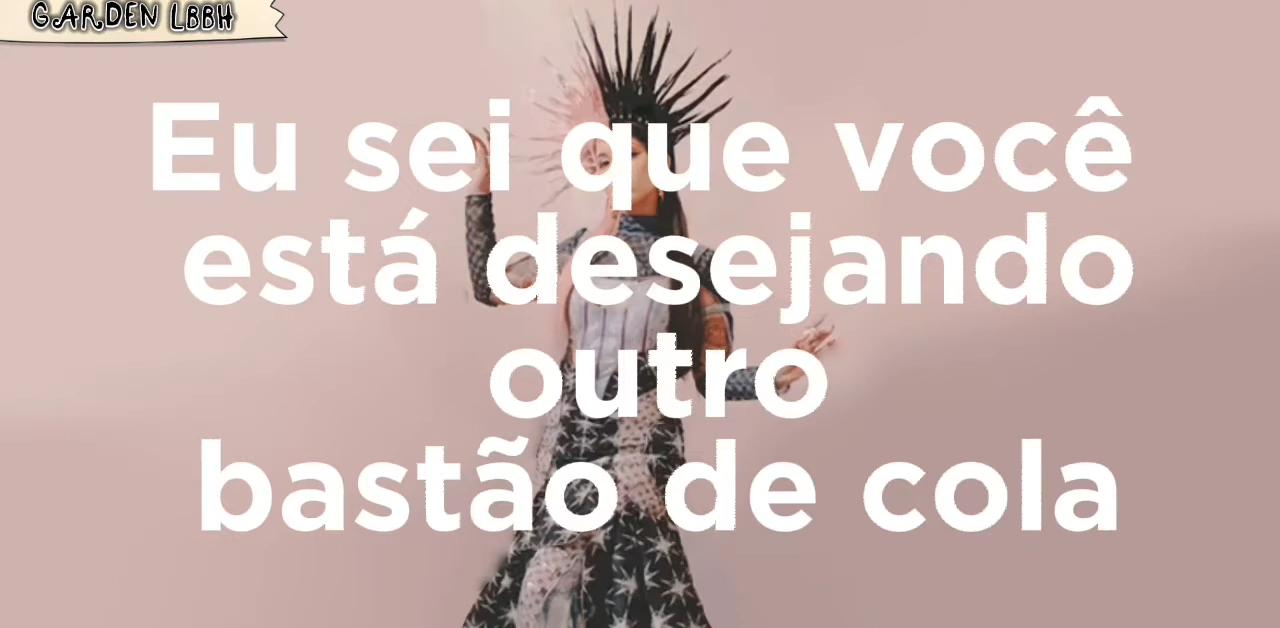 GARDEN LBBH
Eu sei que você
está desejando
outro
bastão de cola